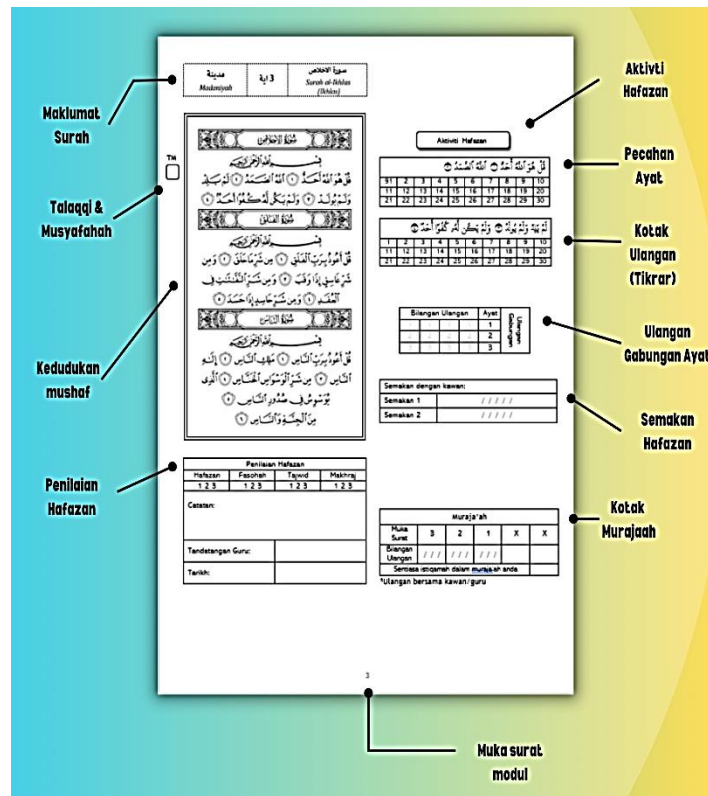 Maklumat
Surah
Talaqqi &
Musyafahah
Kedudukan
mushaf
Penilaian
Hafazan
سورة الاخلاص
Surah al-Ikhlas
(Ikhlas)
3 اية
مدينة
Madaniyah
TM
سُورَةُ الإِخْلَاصِ
بِسْمِ اللَّهِ الرَّحْمَٰنِ الرَّحِيمِ
قُلْ هُوَ اللَّهُ أَحَدٌ ١ اللَّهُ الصَّمَدُ ٢ لَمْ يَلِدْ
وَلَمْ يُولَدْ ٣ وَلَمْ يَكُن لَّهُ كُفُوًا أَحَدٌ ٤
سُورَةُ الفَلَقِ
بِسْمِ اللَّهِ الرَّحْمَٰنِ الرَّحِيمِ
قُلْ أَعُوذُ بِرَبِّ الْفَلَقِ ١ مِن شَرِّ مَا خَلَقَ ٢ وَمِن
شَرِّ غَاسِقٍ إِذَا وَقَبَ ٣ وَمِن شَرِّ النَّفَّاثَاتِ فِي
الْعُقَدِ ٤ وَمِن شَرِّ حَاسِدٍ إِذَا حَسَدَ ٥
سُورَةُ النَّاسِ
بِسْمِ اللَّهِ الرَّحْمَٰنِ الرَّحِيمِ
قُلْ أَعُوذُ بِرَبِّ النَّاسِ ١ مَلِكِ النَّاسِ ٢ إِلَٰهِ
النَّاسِ ٣ مِن شَرِّ الْوَسْوَاسِ الْخَنَّاسِ ٤ الَّذِي
يُوَسْوِسُ فِي صُدُورِ النَّاسِ ٥
مِنَ الْجِنَّةِ وَالنَّاسِ ٦
Penilaian Hafazan
Hafazan Fasohah Tajwid Makhraj
1 2 3 1 2 3 1 2 3 1 2 3
Catatan:
Tandatangan Guru:
Tarikh:
Aktiviti Hafazan
قُلْ هُوَ اللَّهُ أَحَدٌ اللَّهُ الصَّمَدُ
91 2 3 4 5 6 7 8 9 10
11 12 13 14 15 16 17 18 19 20
21 22 23 24 25 26 27 28 29 30
لَمْ يَلِدْ وَلَمْ يُولَدْ وَلَمْ يَكُن لَّهُ كُفُوًا أَحَدٌ
1 2 3 4 5 6 7 8 9 10
11 12 13 14 15 16 17 18 19 20
21 22 23 24 25 26 27 28 29 30
Bilangan Ulangan Ayat
1
2
3
Ulangan
Gabungan
Semakan dengan kawan:
Semakan 1 / / / / /
Semakan 2 / / / / /
Muraja'ah
Muka
Surat 3 2 1 X X
Bilangan
Ulangan / / / / / / / / /
Sentiasa istiqamah dalam muraja'ah anda
*Ulangan bersama kawan/guru
3
Aktivti
Hafazan
Pecahan
Ayat
Kotak
Ulangan
(Tikrar)
Ulangan
Gabungan Ayat
Semakan
Hafazan
Kotak
Murajaah
Muka surat
modul